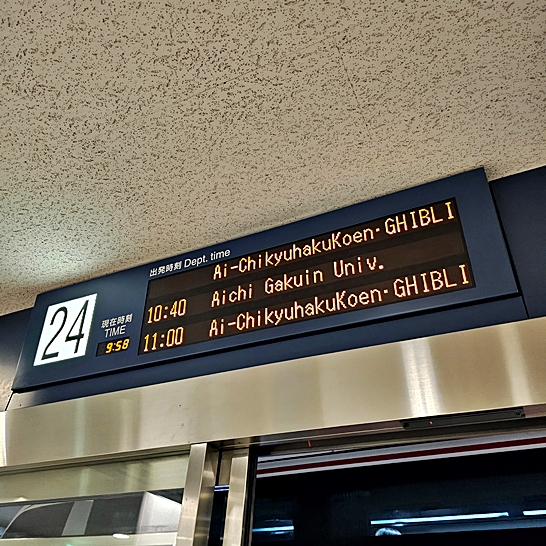 出発時刻 Dept. time
24
現在時刻
TIME
9:58
Ai-ChikyuhakuKoen·GHIBLI
10:40 Aichi Gakuin Univ.
11:00 Ai-ChikyuhakuKoen·GHIBLI